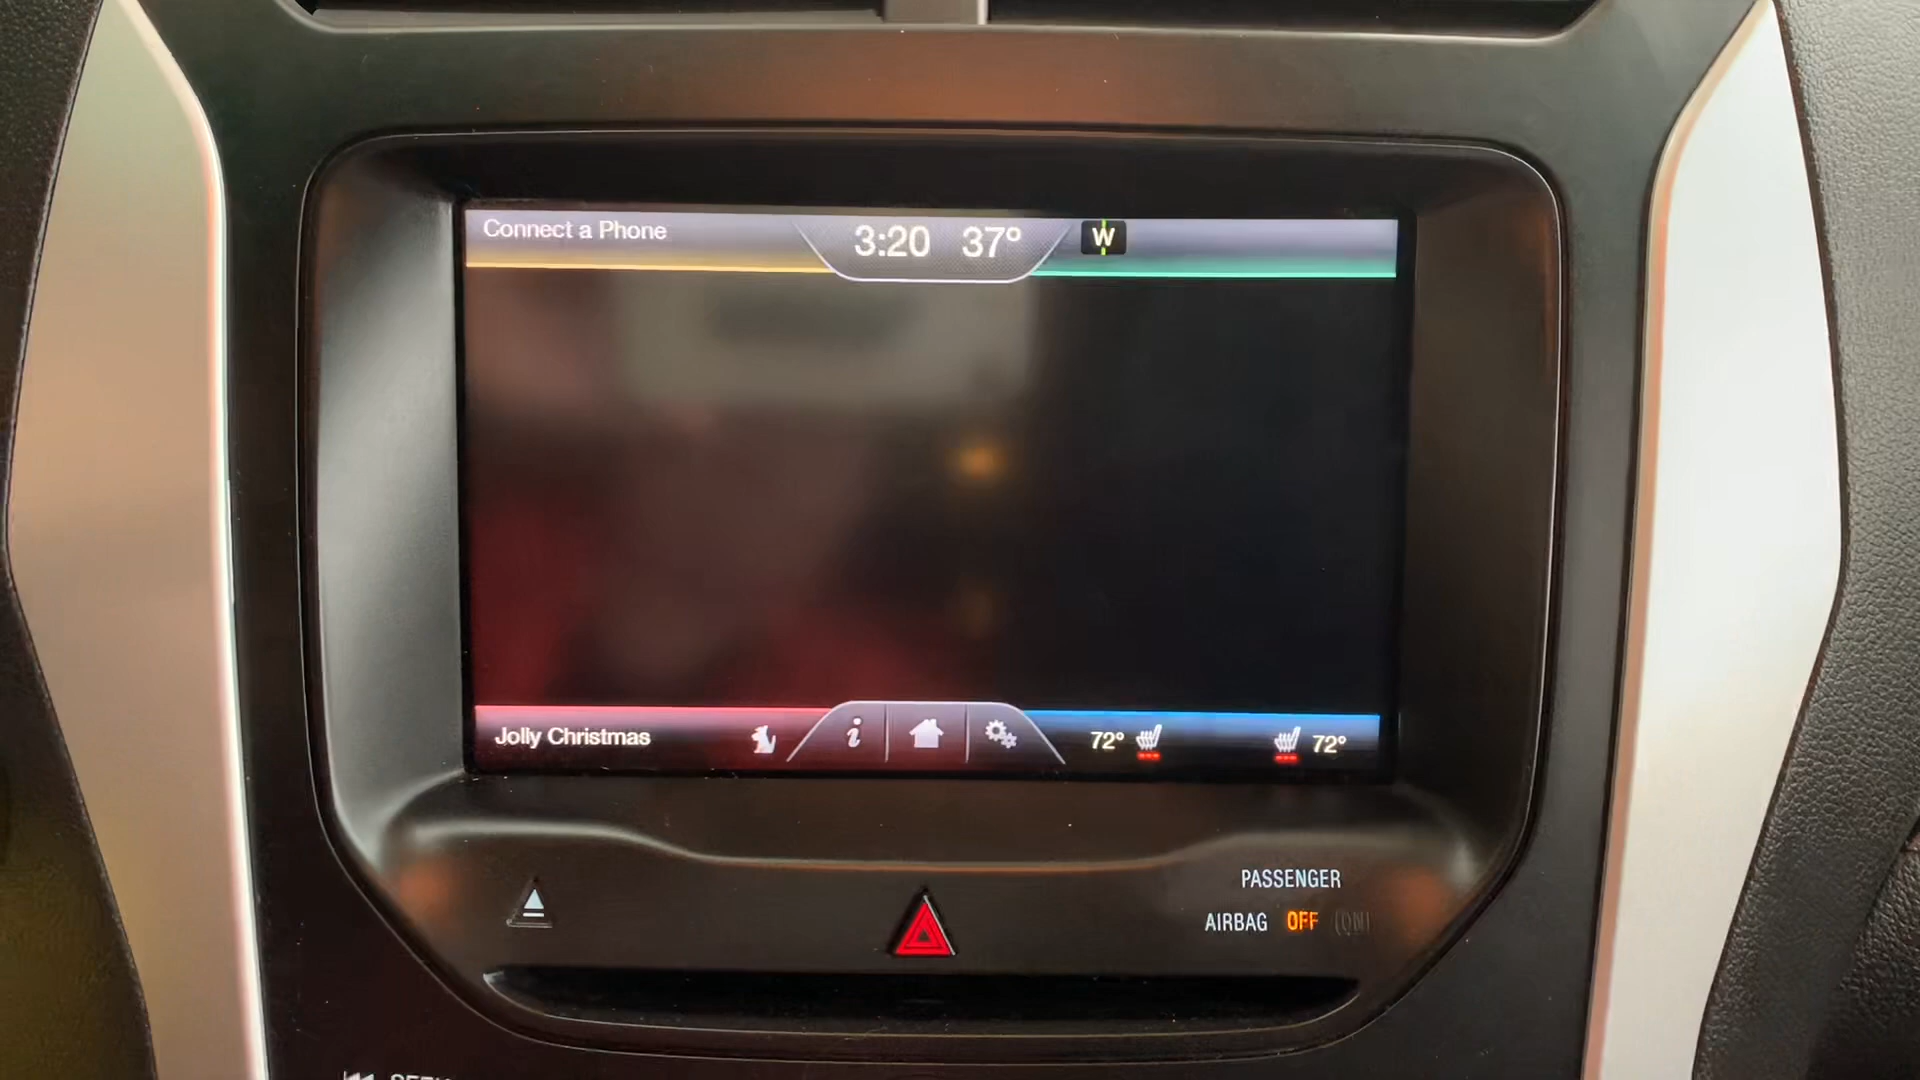 Connect a Phone
3:20 37°
W
Jolly Christmas
i
72°
72°
PASSENGER
AIRBAG OFF ON